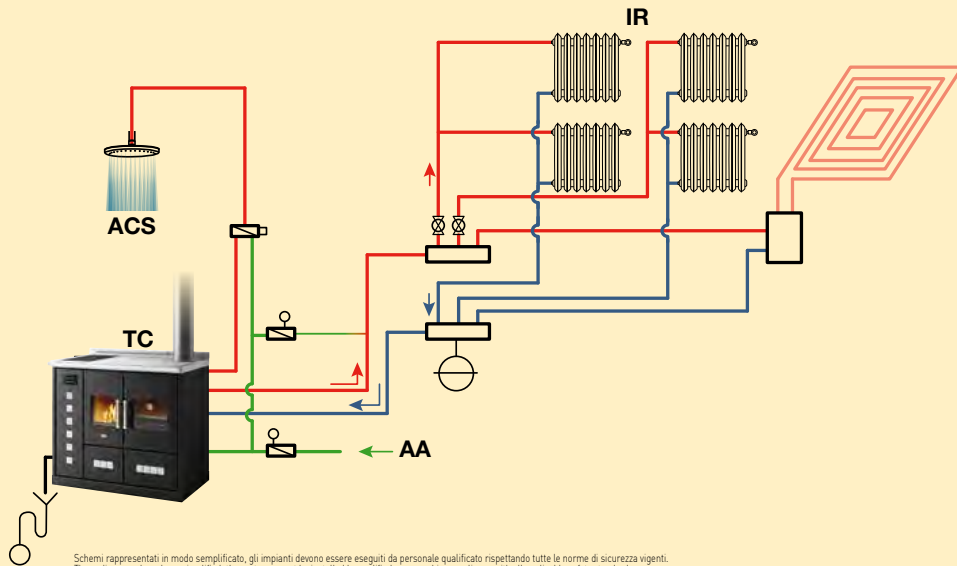 IR
ACS
TC
AA
Schemi rappresentati in modo semplificato, gli impianti devono essere eseguiti da personale qualificato rispettando tutte le norme di sicurezza vigenti.